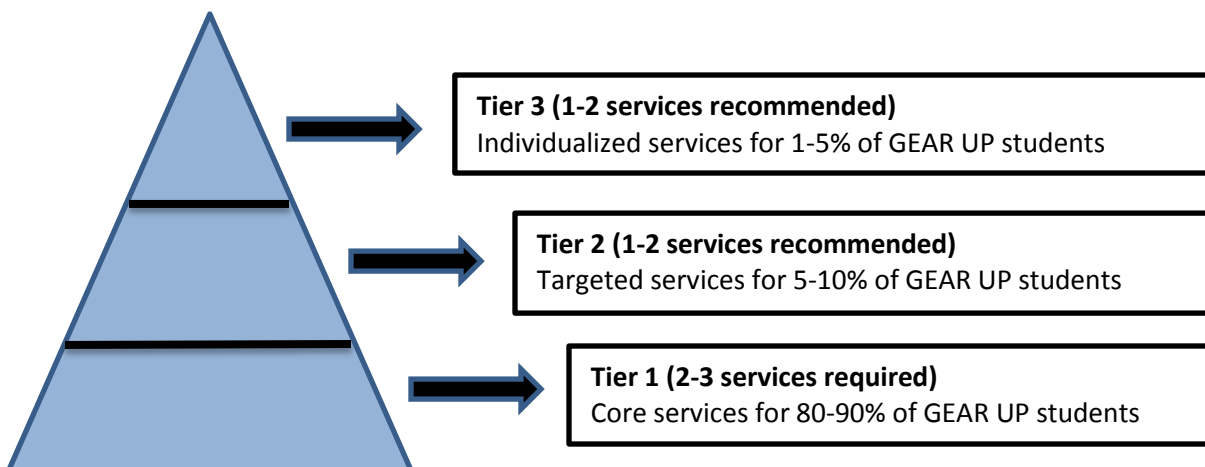 Tier 3 (1-2 services recommended)
Individualized services for 1-5% of GEAR UP students
Tier 2 (1-2 services recommended)
Targeted services for 5-10% of GEAR UP students
Tier 1 (2-3 services required)
Core services for 80-90% of GEAR UP students